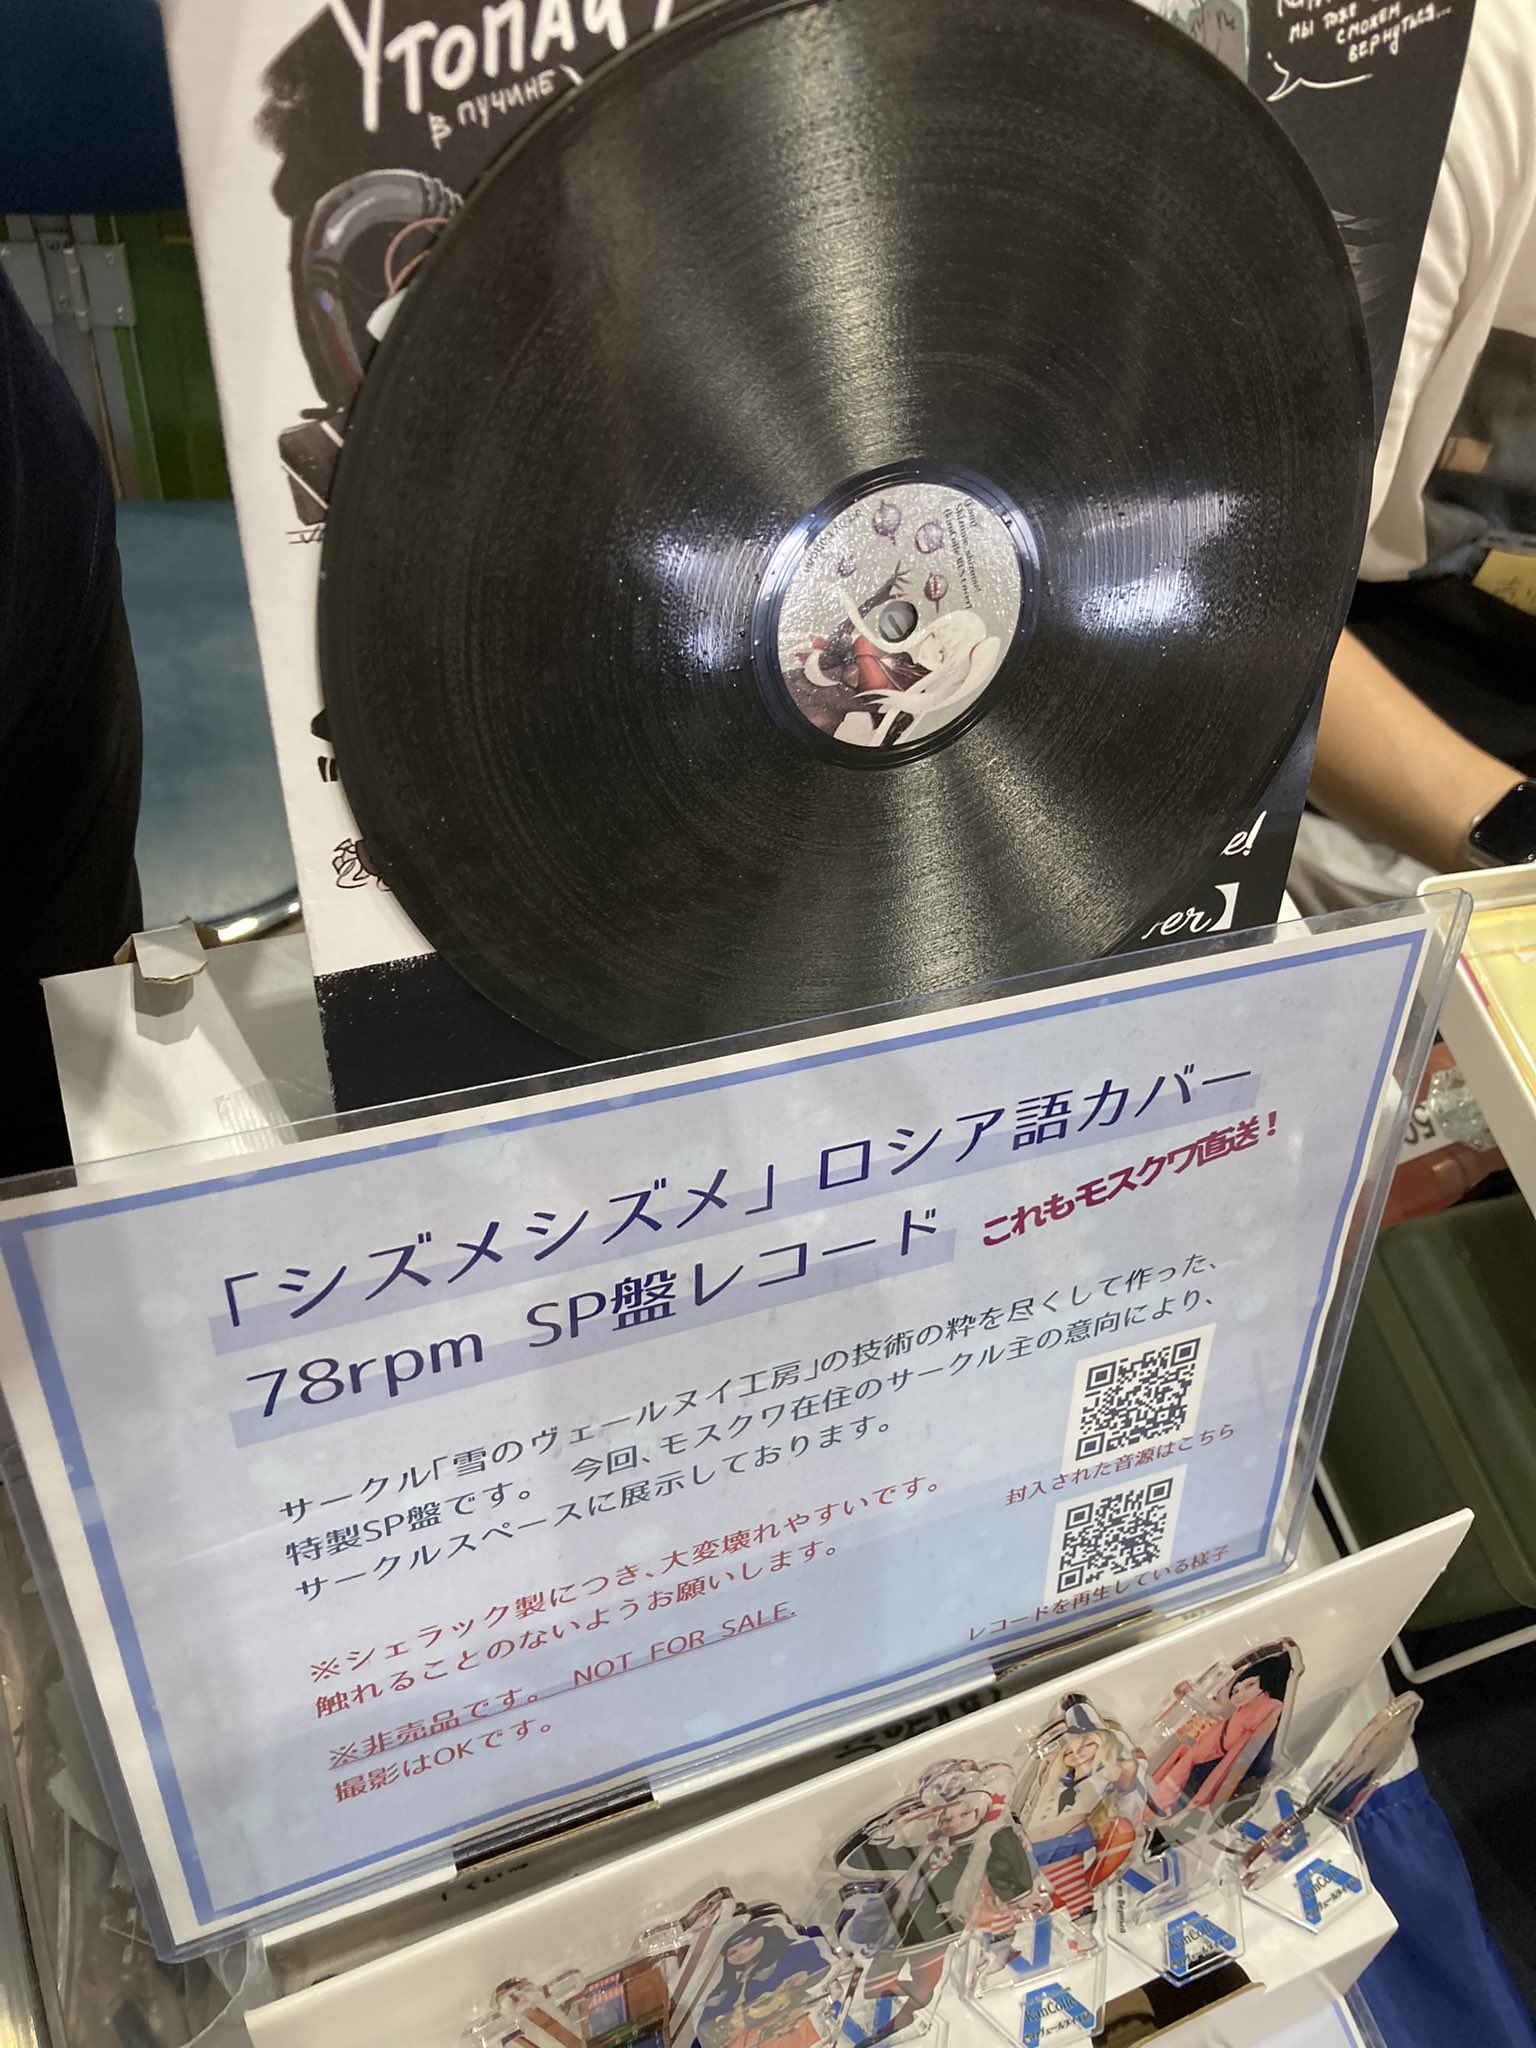 Утопай
в пучине
мы тоже
сможем
вернуться...
e!
ver】
Shizume, shizume!
「シズメシズメ」ロシア語カバー
78rpm SP盤レコード
これもモスクワ直送!
サークル「雪のヴェールヌイ工房」の技術の粋を尽くして作った、
特製SP盤です。 今回、モスクワ在住のサークル主の意向により、
サークルスペースに展示しております。
※シェラック製につき、大変壊れやすいです。
触れることのないようお願いします。
※非売品です。 NOT FOR SALE.
撮影はOKです。
封入された音源はこちら
レコードを再生している様子
KanColle
KanColle
KanColle